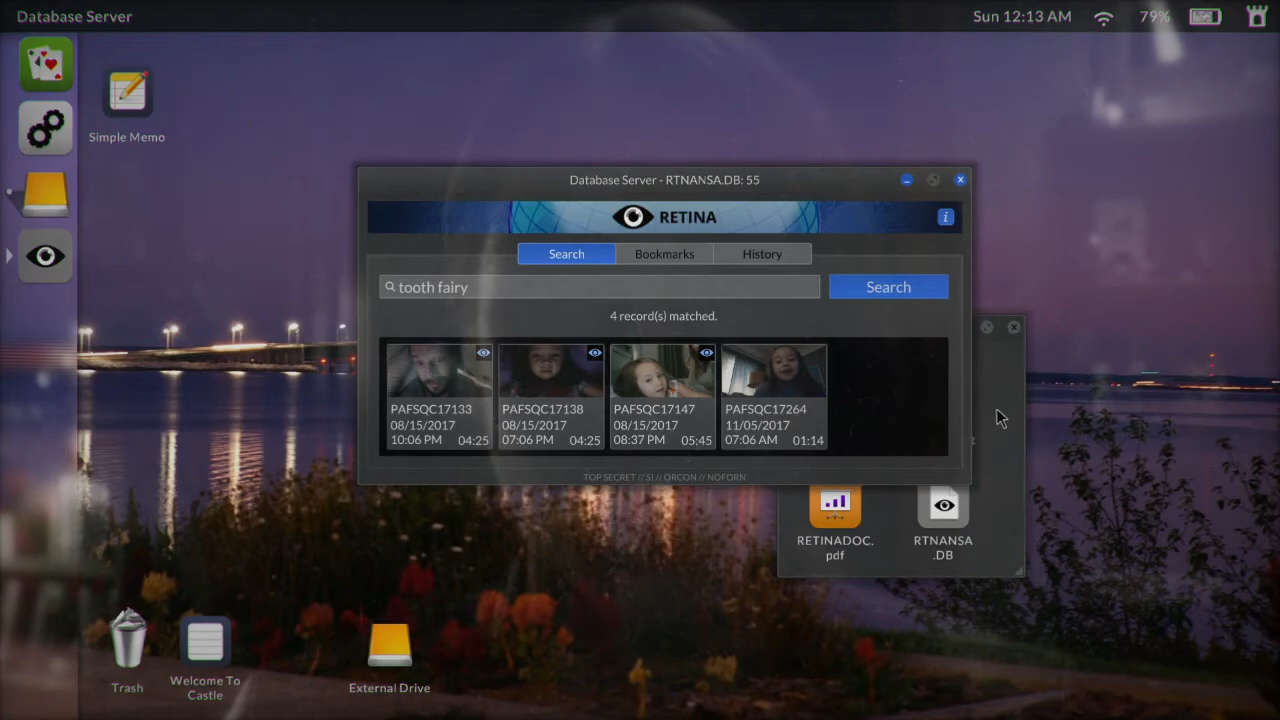 Database Server
Sun 12:13 AM
79%
Simple Memo
Database Server - RTNANSA.DB: 55
RETINA
i
Search
Bookmarks
History
tooth fairy
Search
4 record(s) matched.
PAFSQC17133
08/15/2017
10:06 PM 04:25
PAFSQC17138
08/15/2017
07:06 PM 04:25
PAFSQC17147
08/15/2017
08:37 PM 05:45
PAFSQC17264
11/05/2017
07:06 AM 01:14
TOP SECRET // SI // ORCON // NOFORN
RETINADOC.
pdf
RTNANSA
.DB
Trash
Welcome To
Castle
External Drive